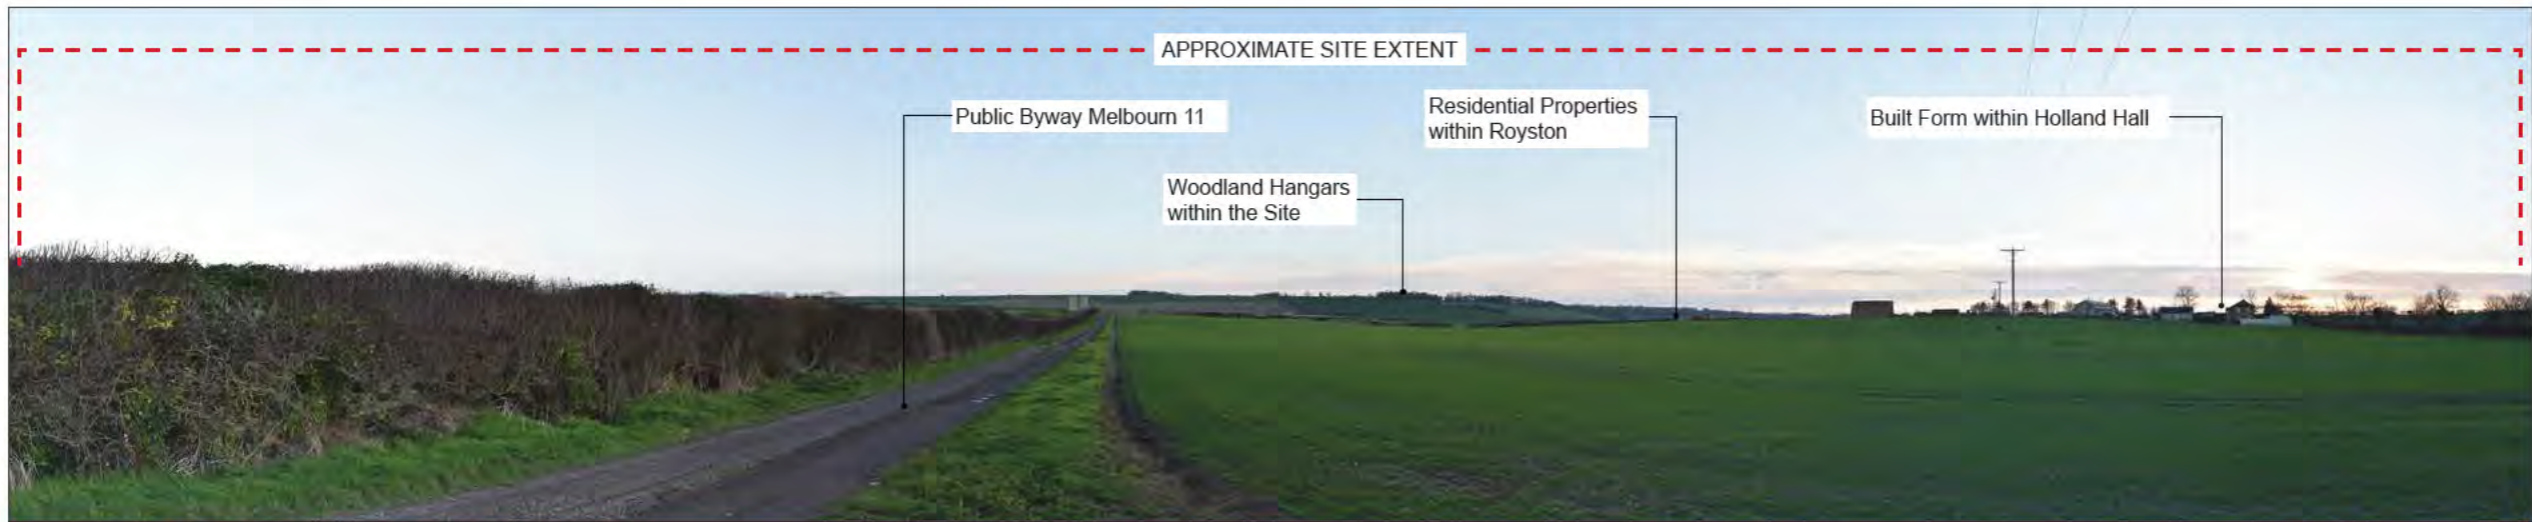 APPROXIMATE SITE EXTENT
Public Byway Melbourn 11
Residential Properties
within Royston
Built Form within Holland Hall
Woodland Hangars
within the Site